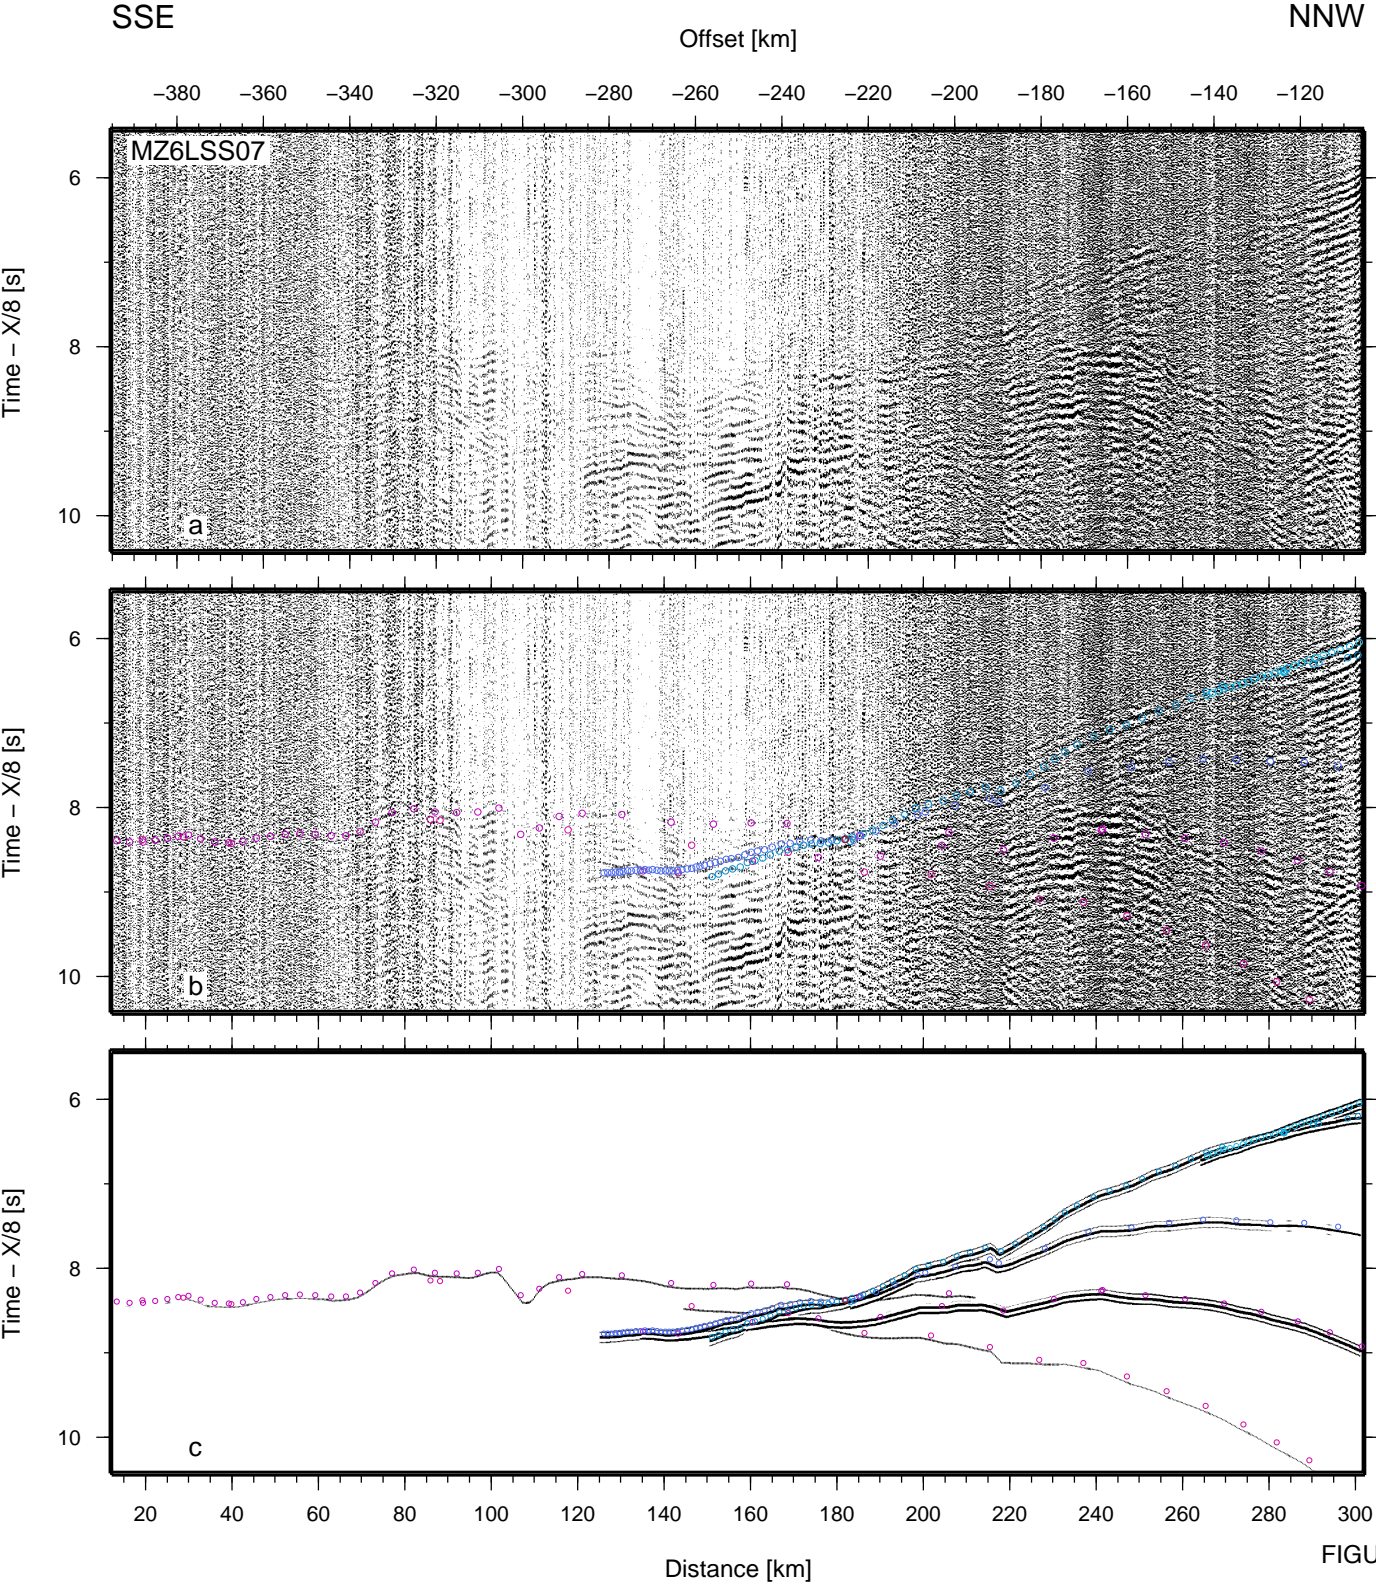 SSE NNW
Offset [km]
−380 −360 −340 −320 −300 −280 −260 −240 −220 −200 −180 −160 −140 −120
MZ6LSS07
6
8
10
Time − X/8 [s]
a
6
8
10
Time − X/8 [s]
b
6
8
10
Time − X/8 [s]
c
20 40 60 80 100 120 140 160 180 200 220 240 260 280 300
Distance [km]
FIGU